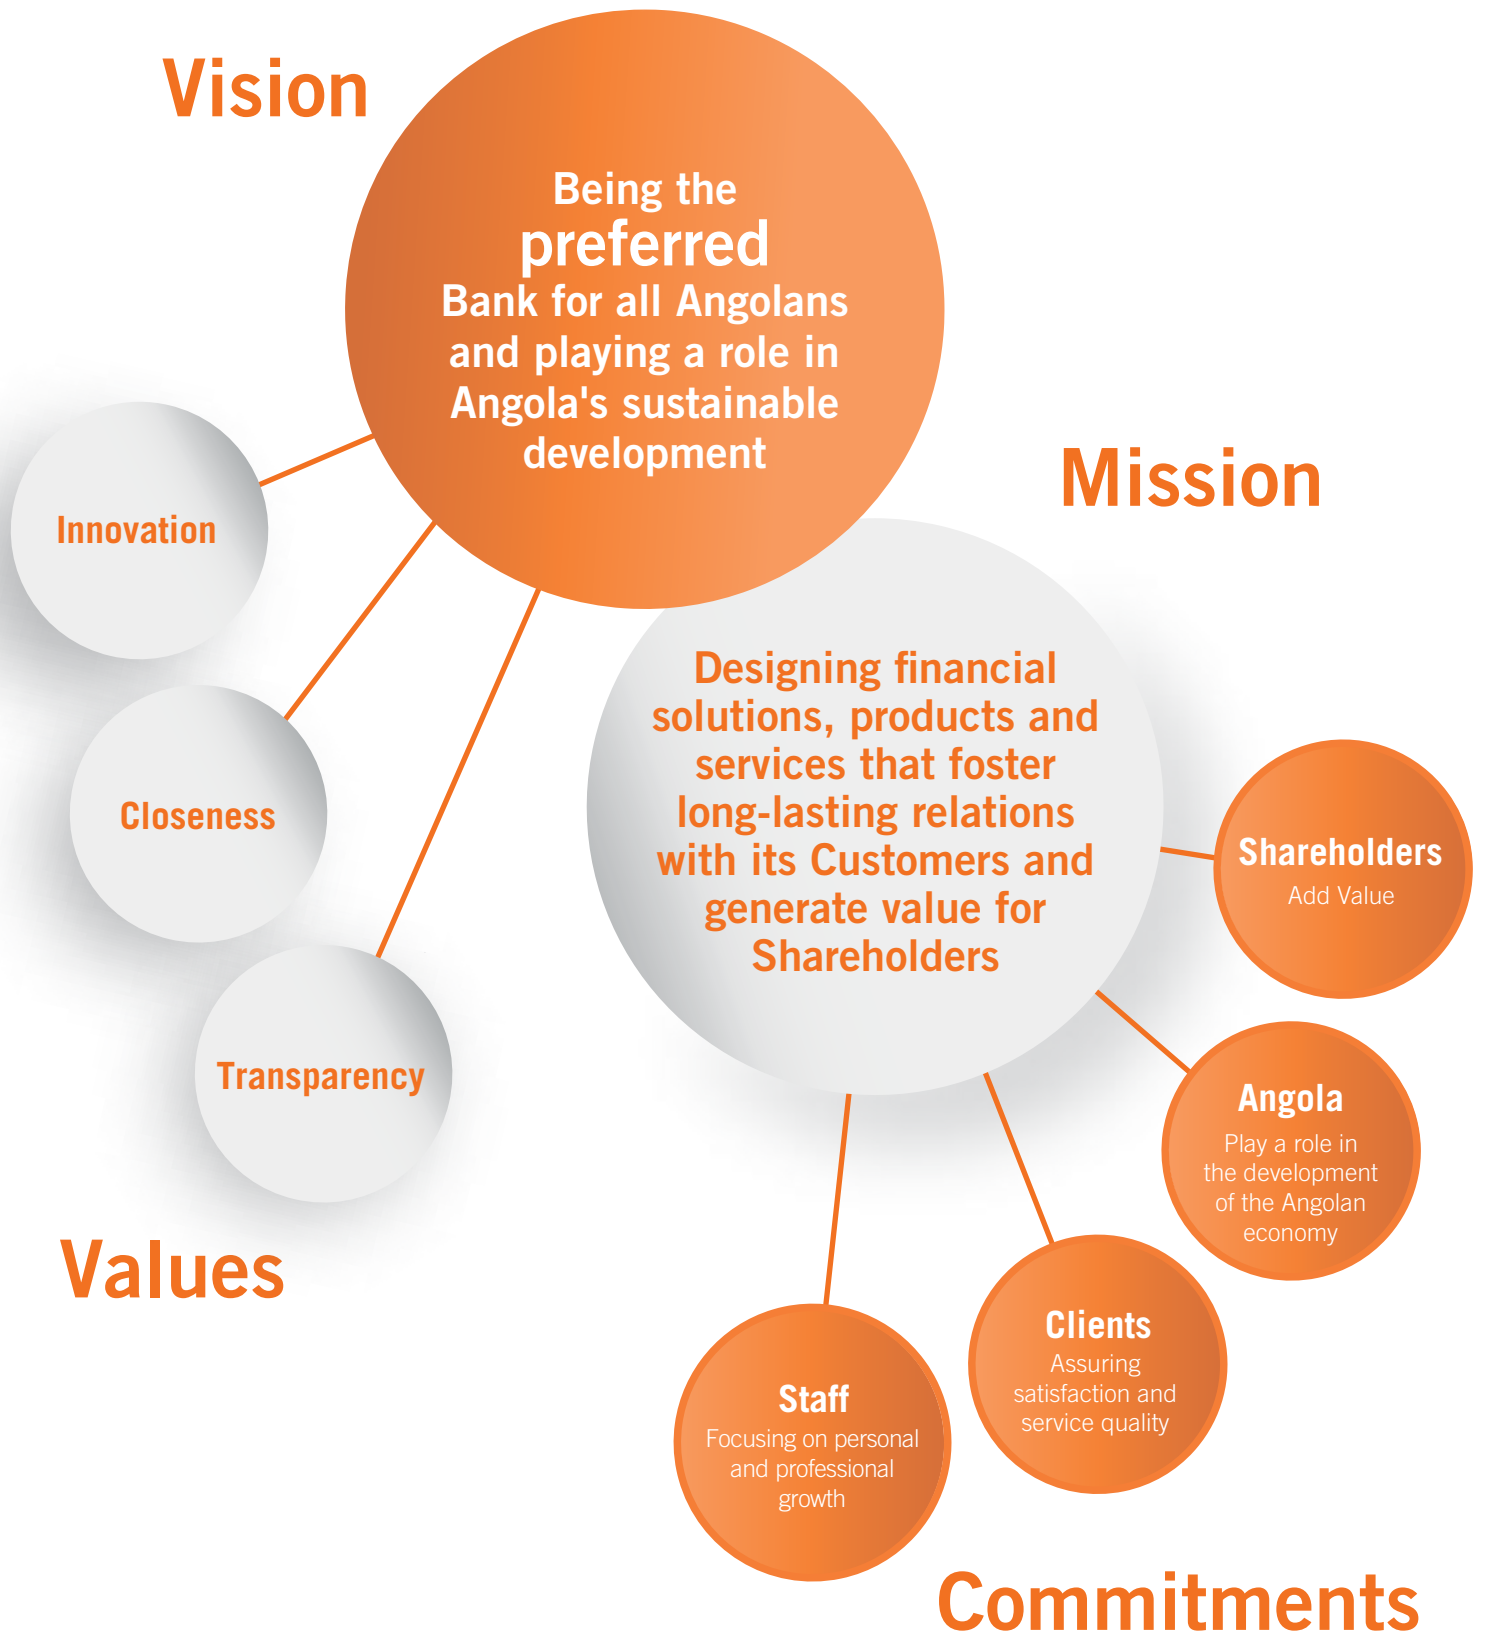 Vision
Being the
preferred
Bank for all Angolans
and playing a role in
Angola's sustainable
development
Innovation
Closeness
Transparency
Values
Mission
Designing financial
solutions, products and
services that foster
long-lasting relations
with its Customers and
generate value for
Shareholders
Shareholders
Add Value
Angola
Play a role in
the development
of the Angolan
economy
Clients
Assuring
satisfaction and
service quality
Staff
Focusing on personal
and professional
growth
Commitments